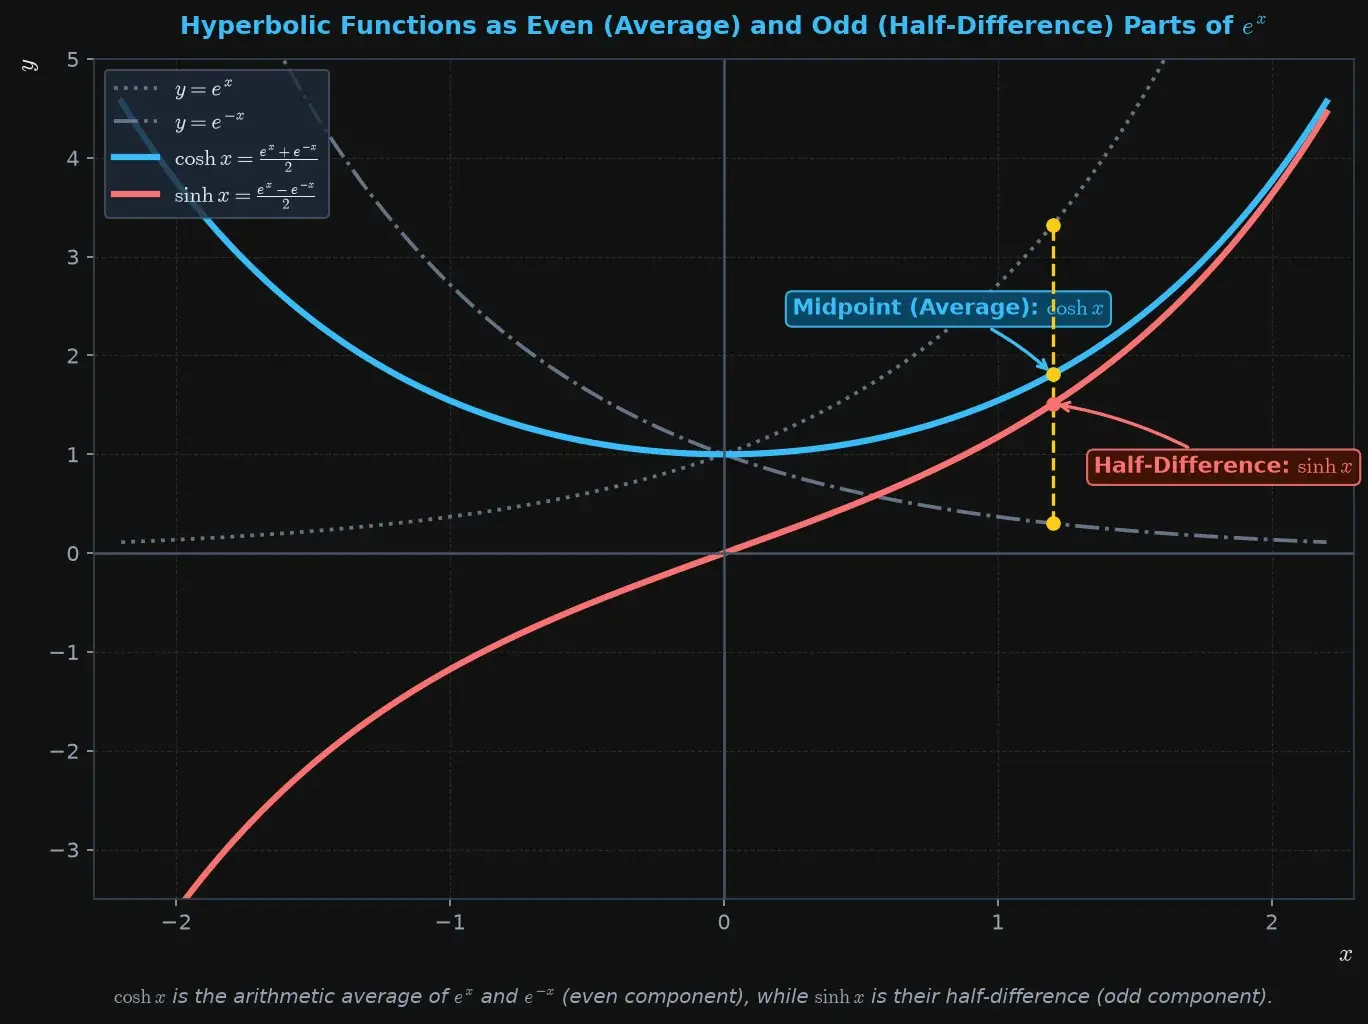 Hyperbolic Functions as Even (Average) and Odd (Half-Difference) Parts of $e^x$
y
5
4
3
2
1
0
−1
−2
−3
$y = e^x$
$y = e^{-x}$
$\cosh x = \frac{e^x + e^{-x}}{2}$
$\sinh x = \frac{e^x - e^{-x}}{2}$
Midpoint (Average): cosh x
Half-Difference: sinh x
−2 −1 0 1 2
x
cosh x is the arithmetic average of $e^x$ and $e^{-x}$ (even component), while sinh x is their half-difference (odd component).